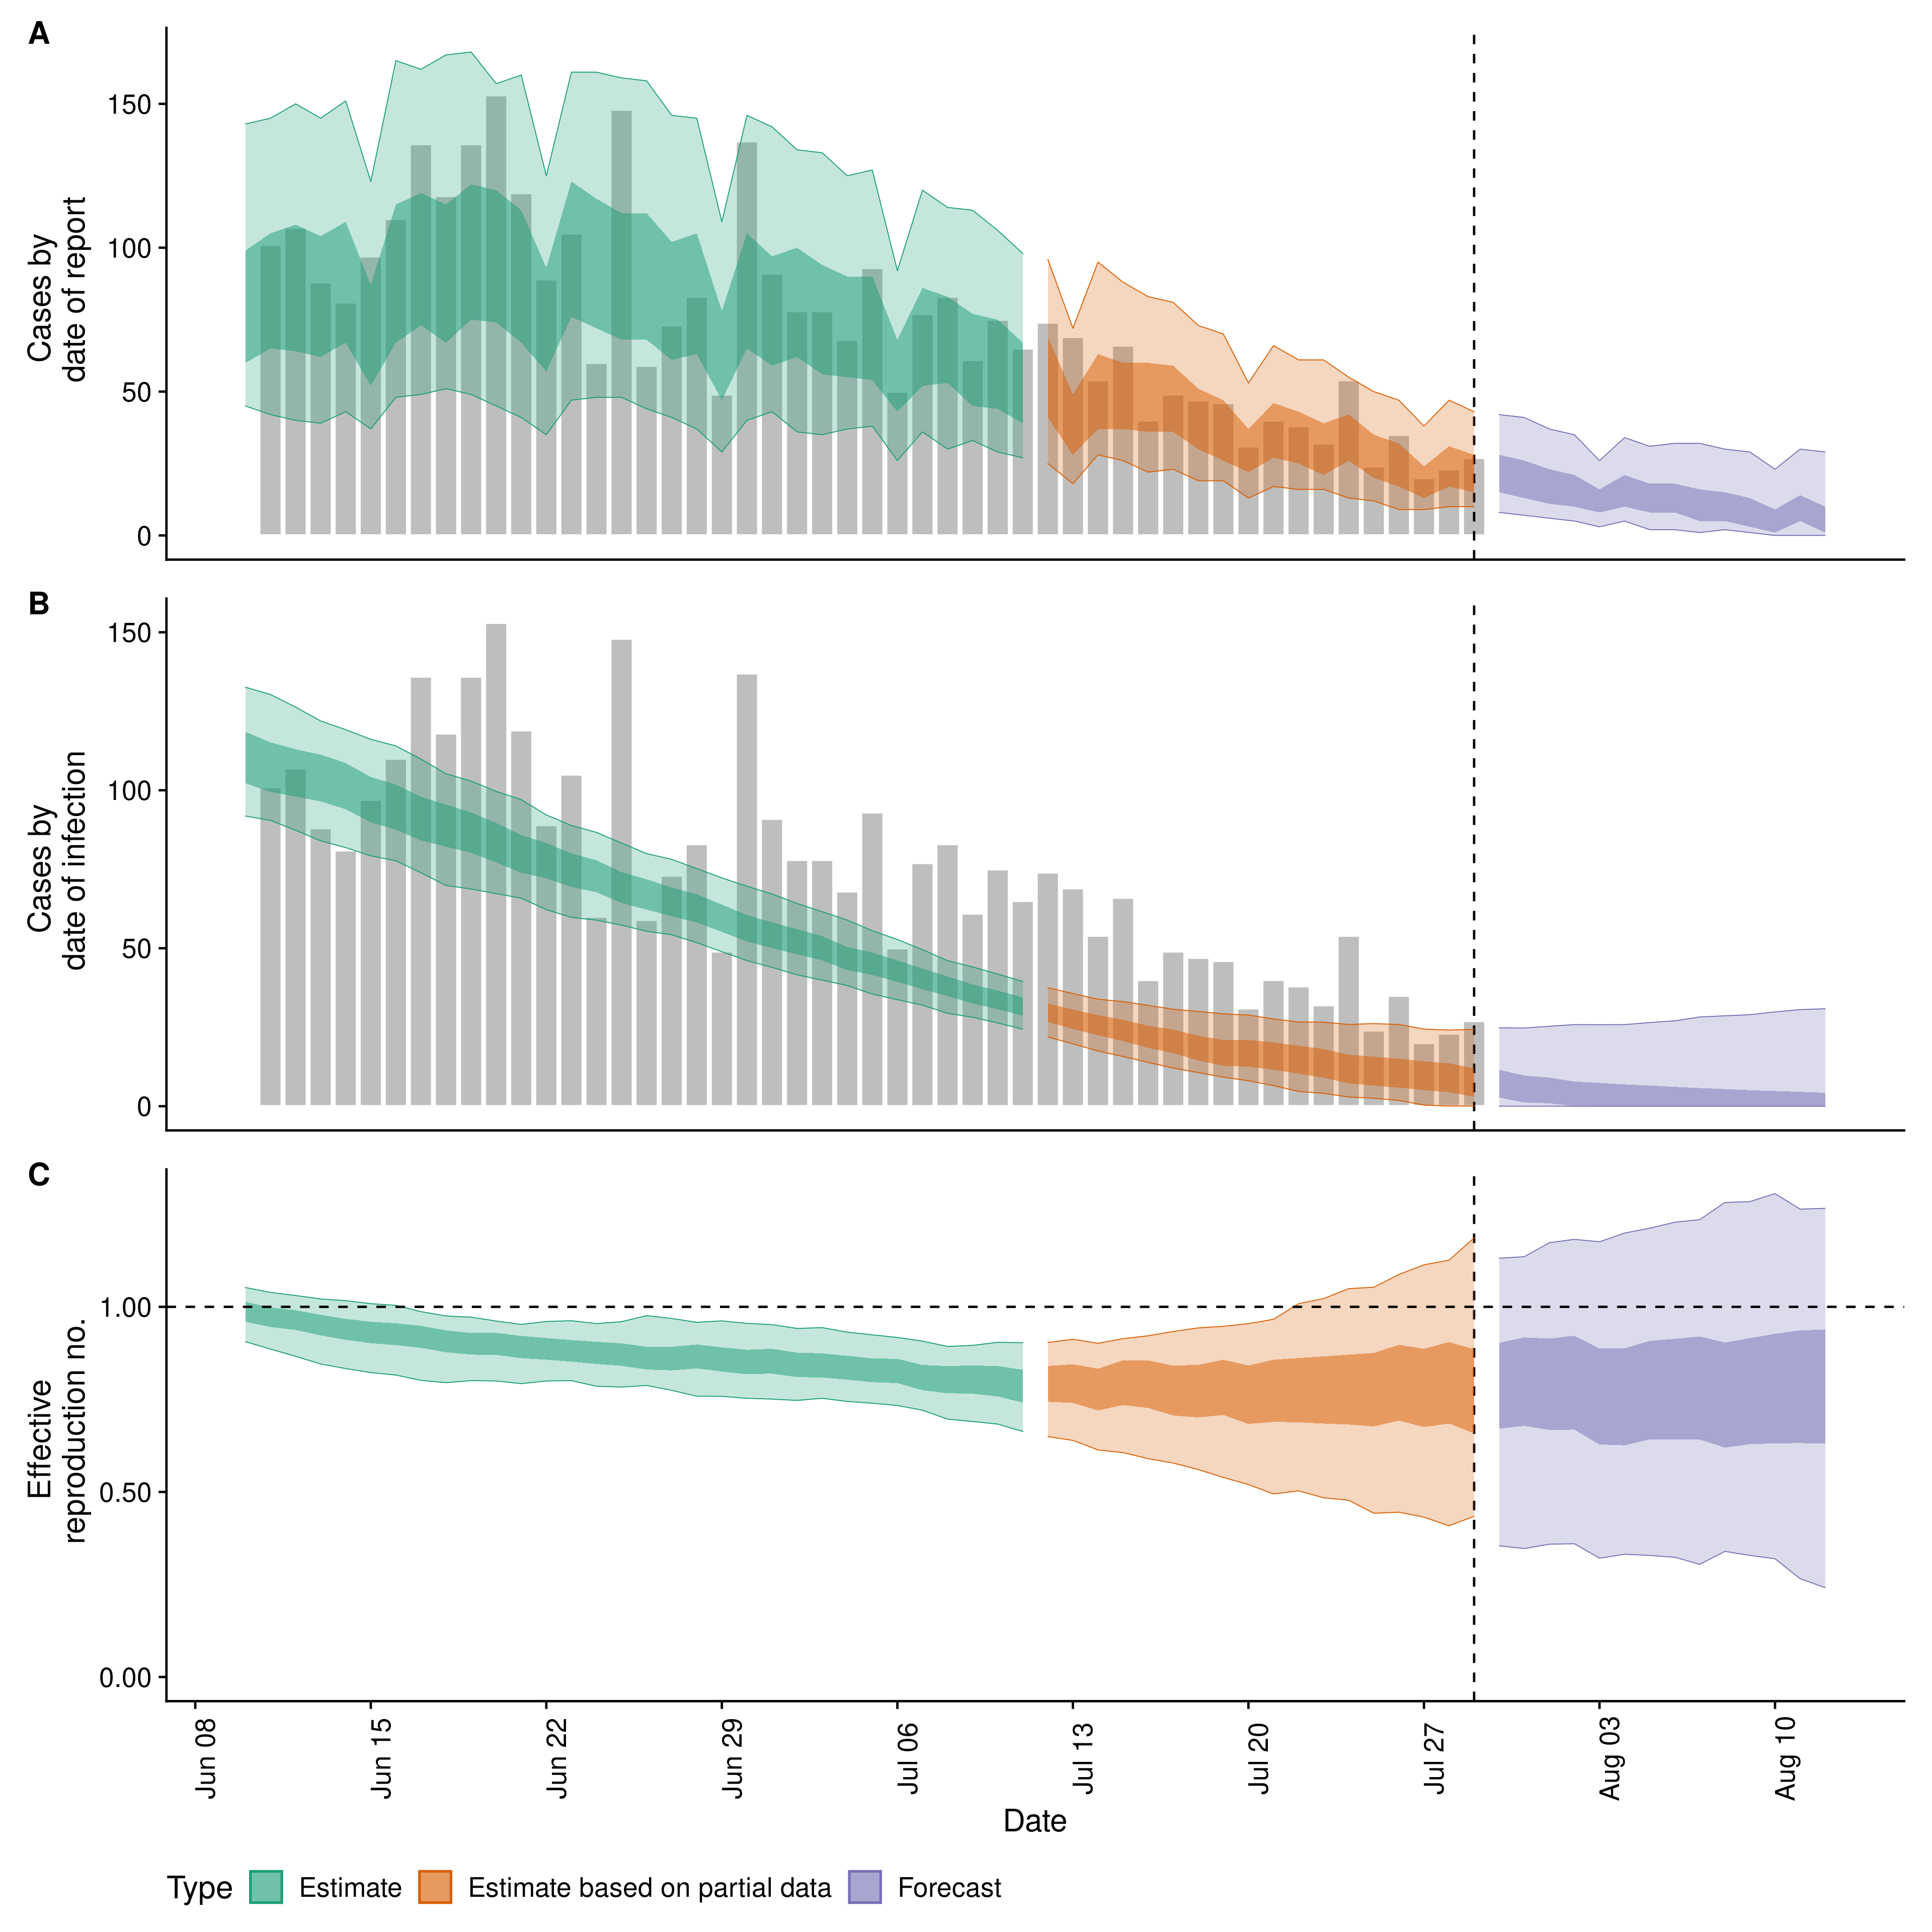 A
150
100
50
0
Cases by
date of report
B
150
100
50
0
Cases by
date of infection
C
1.00
0.50
0.00
Effective
reproduction no.
Jun 08
Jun 15
Jun 22
Jun 29
Jul 06
Jul 13
Jul 20
Jul 27
Aug 03
Aug 10
Date
Type Estimate Estimate based on partial data Forecast